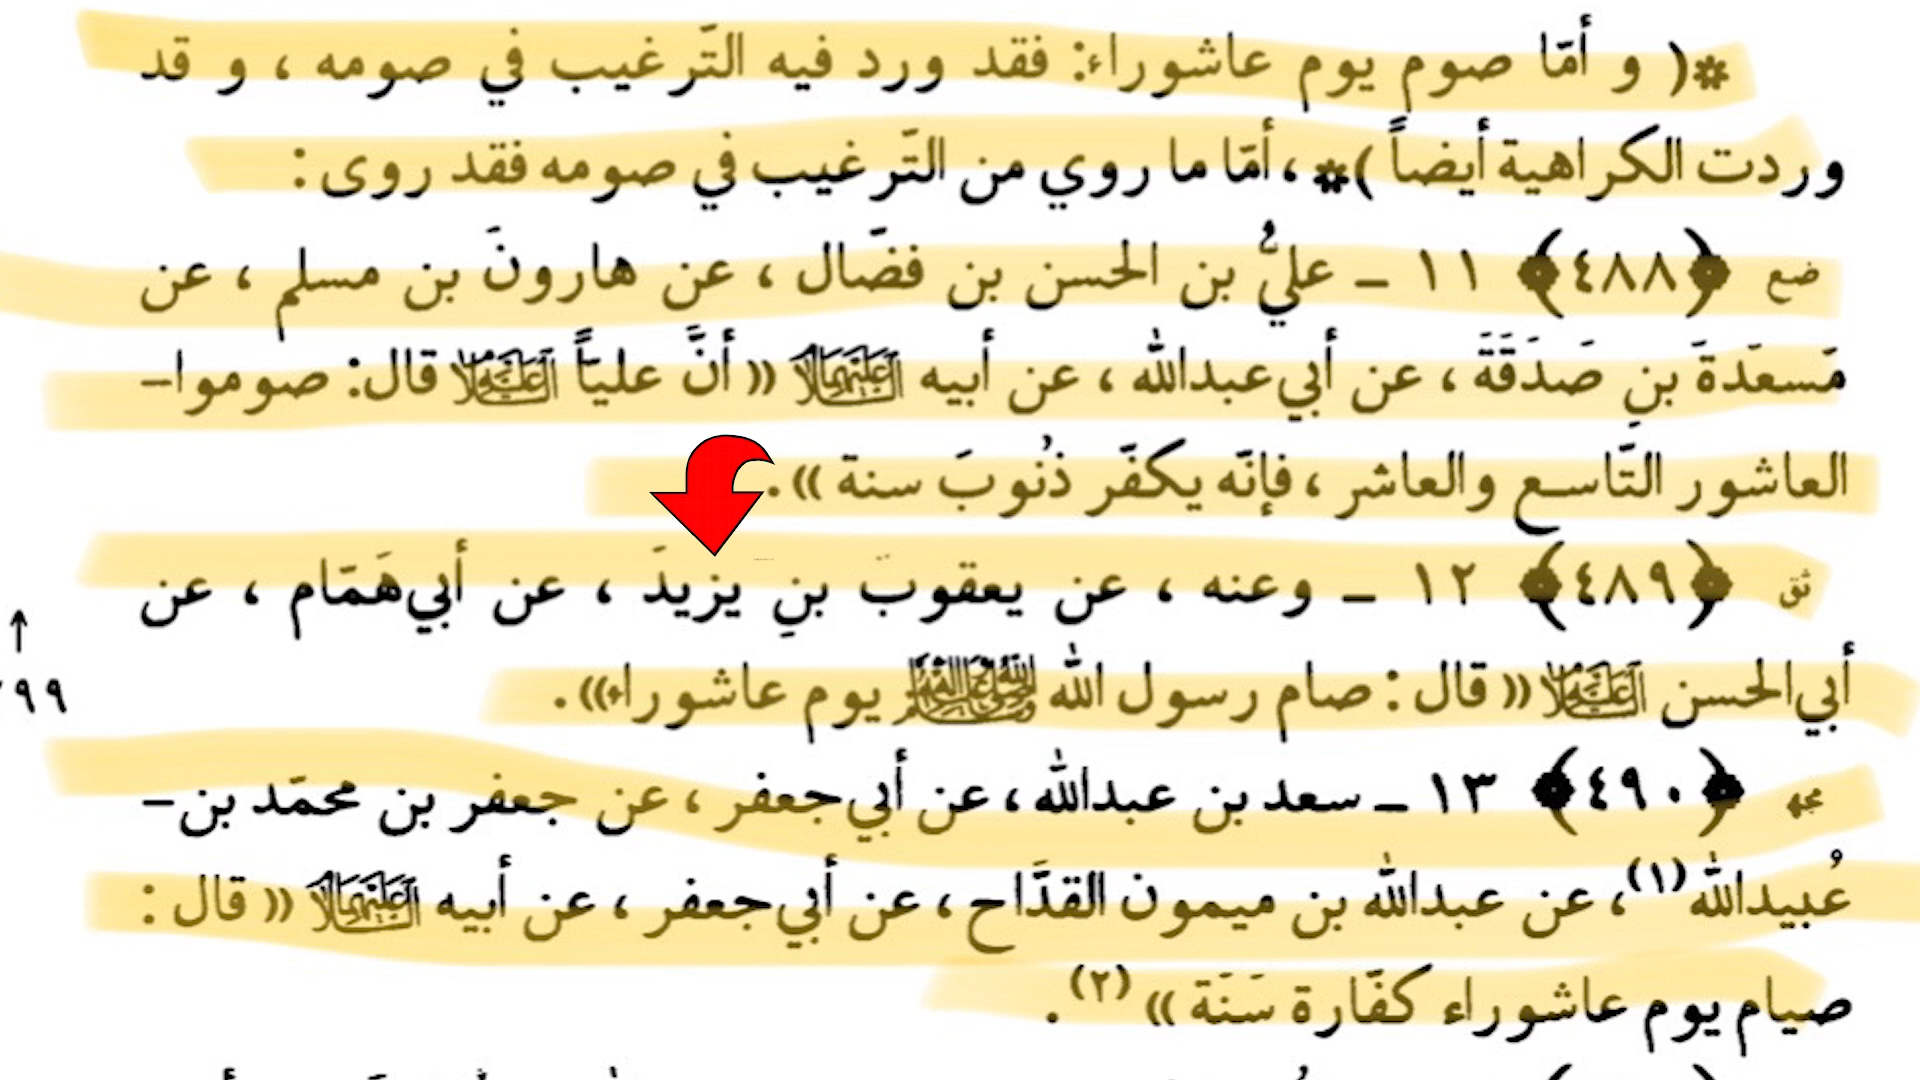 *( و أمّا صوم يوم عاشوراء: فقد ورد فيه التّرغيب في صومه ، و قد
وردت الكراهية أيضاً )* ، أمّا ما روي من التّرغيب في صومه فقد روى :
ضع ﴿٤٨٨﴾ ١١ ـ عليُّ بن الحسن بن فضّال ، عن هارونَ بن مسلم ، عن
مَسعَدَةَ بنِ صَدَقَةَ ، عن أبي‌عبدالله ، عن أبيه عليهما السلام « أنَّ عليّاً عليه السلام قال: صوموا-
العاشور التّاسع والعاشر ، فإنّه يكفّر ذُنوبَ سنة » .
ثق ﴿٤٨٩﴾ ١٢ ـ وعنه ، عن يعقوبَ بنِ يزيدَ ، عن أبي‌هَمّام ، عن
أبي‌الحسن عليه السلام « قال : صام رسول الله ﷺ يوم عاشوراء» .
↑
٩٩
مجه ﴿٤٩٠﴾ ١٣ ـ سعد بن عبدالله ، عن أبي‌جعفر ، عن جعفر بن محمّد بن-
عُبيدالله(١) ، عن عبدالله بن ميمون القدَّاح ، عن أبي‌جعفر ، عن أبيه عليهما السلام « قال :
صيام يوم عاشوراء كفّارة سَنَة » (٢) .